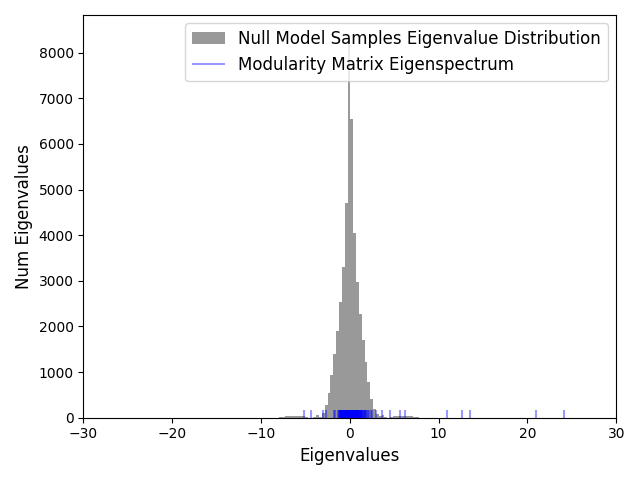 Null Model Samples Eigenvalue Distribution
Modularity Matrix Eigenspectrum
Num Eigenvalues
8000
7000
6000
5000
4000
3000
2000
1000
0
−30 −20 −10 0 10 20 30
Eigenvalues